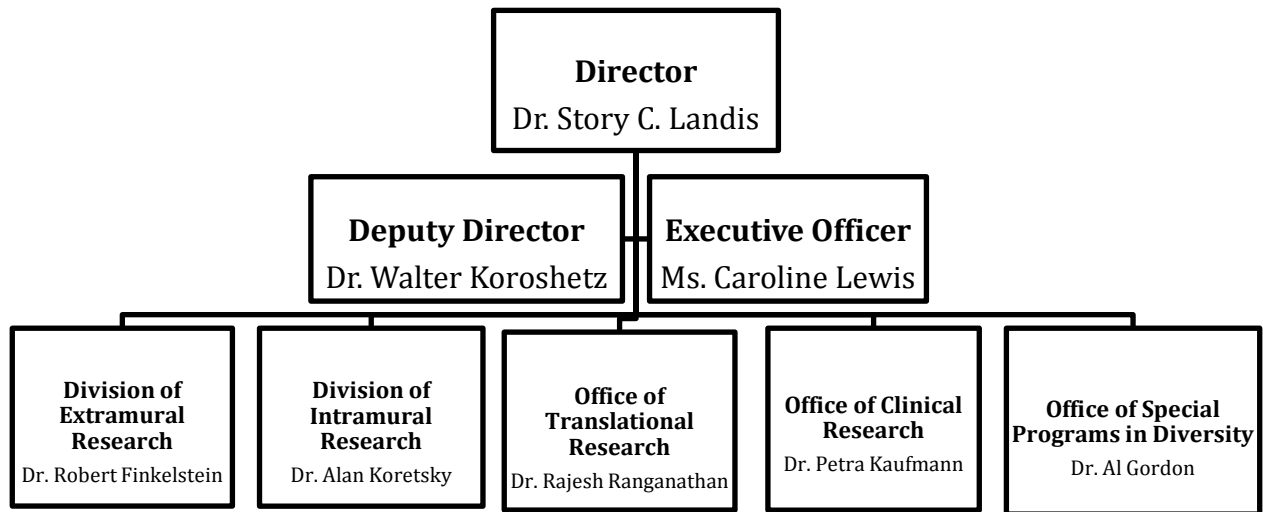 Director
Dr. Story C. Landis
Deputy Director
Dr. Walter Koroshetz
Executive Officer
Ms. Caroline Lewis
Division of
Extramural
Research
Dr. Robert Finkelstein
Division of
Intramural
Research
Dr. Alan Koretsky
Office of
Translational
Research
Dr. Rajesh Ranganathan
Office of Clinical
Research
Dr. Petra Kaufmann
Office of Special
Programs in Diversity
Dr. Al Gordon